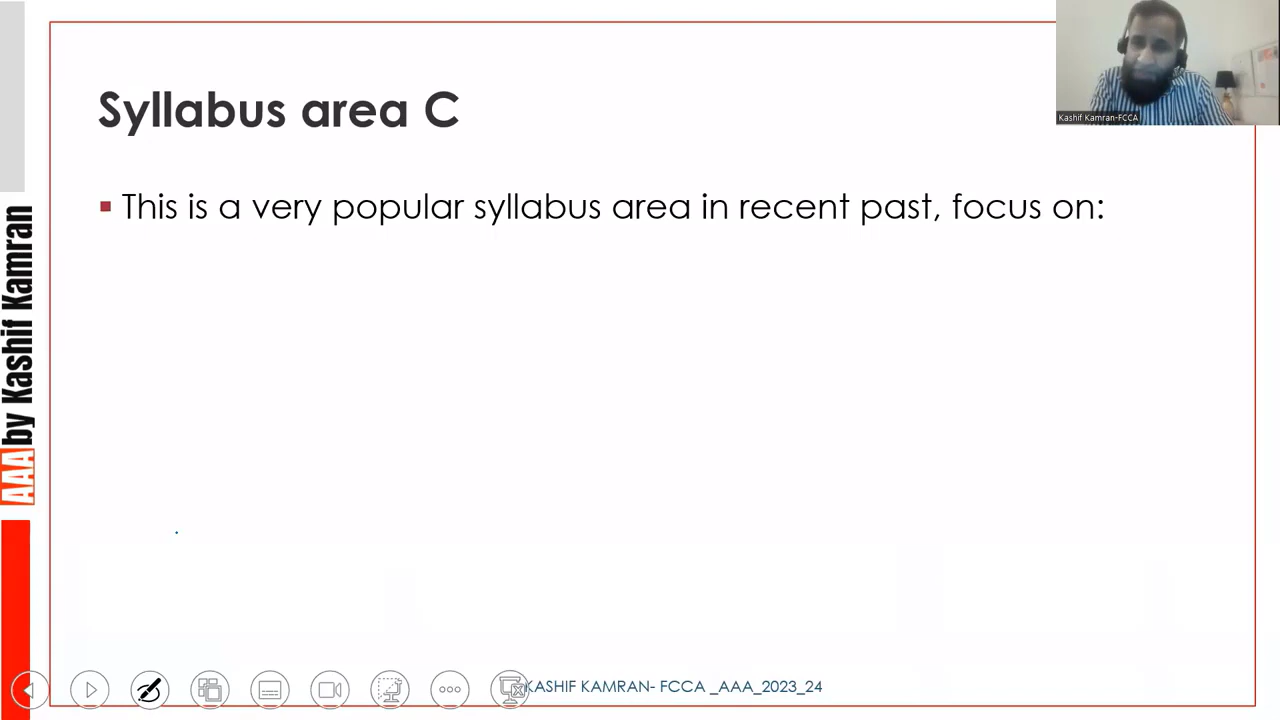 Syllabus area C
Kashif Kamran-FCCA
This is a very popular syllabus area in recent past, focus on:
AAA by Kashif Kamran
KASHIF KAMRAN- FCCA _AAA_2023_24